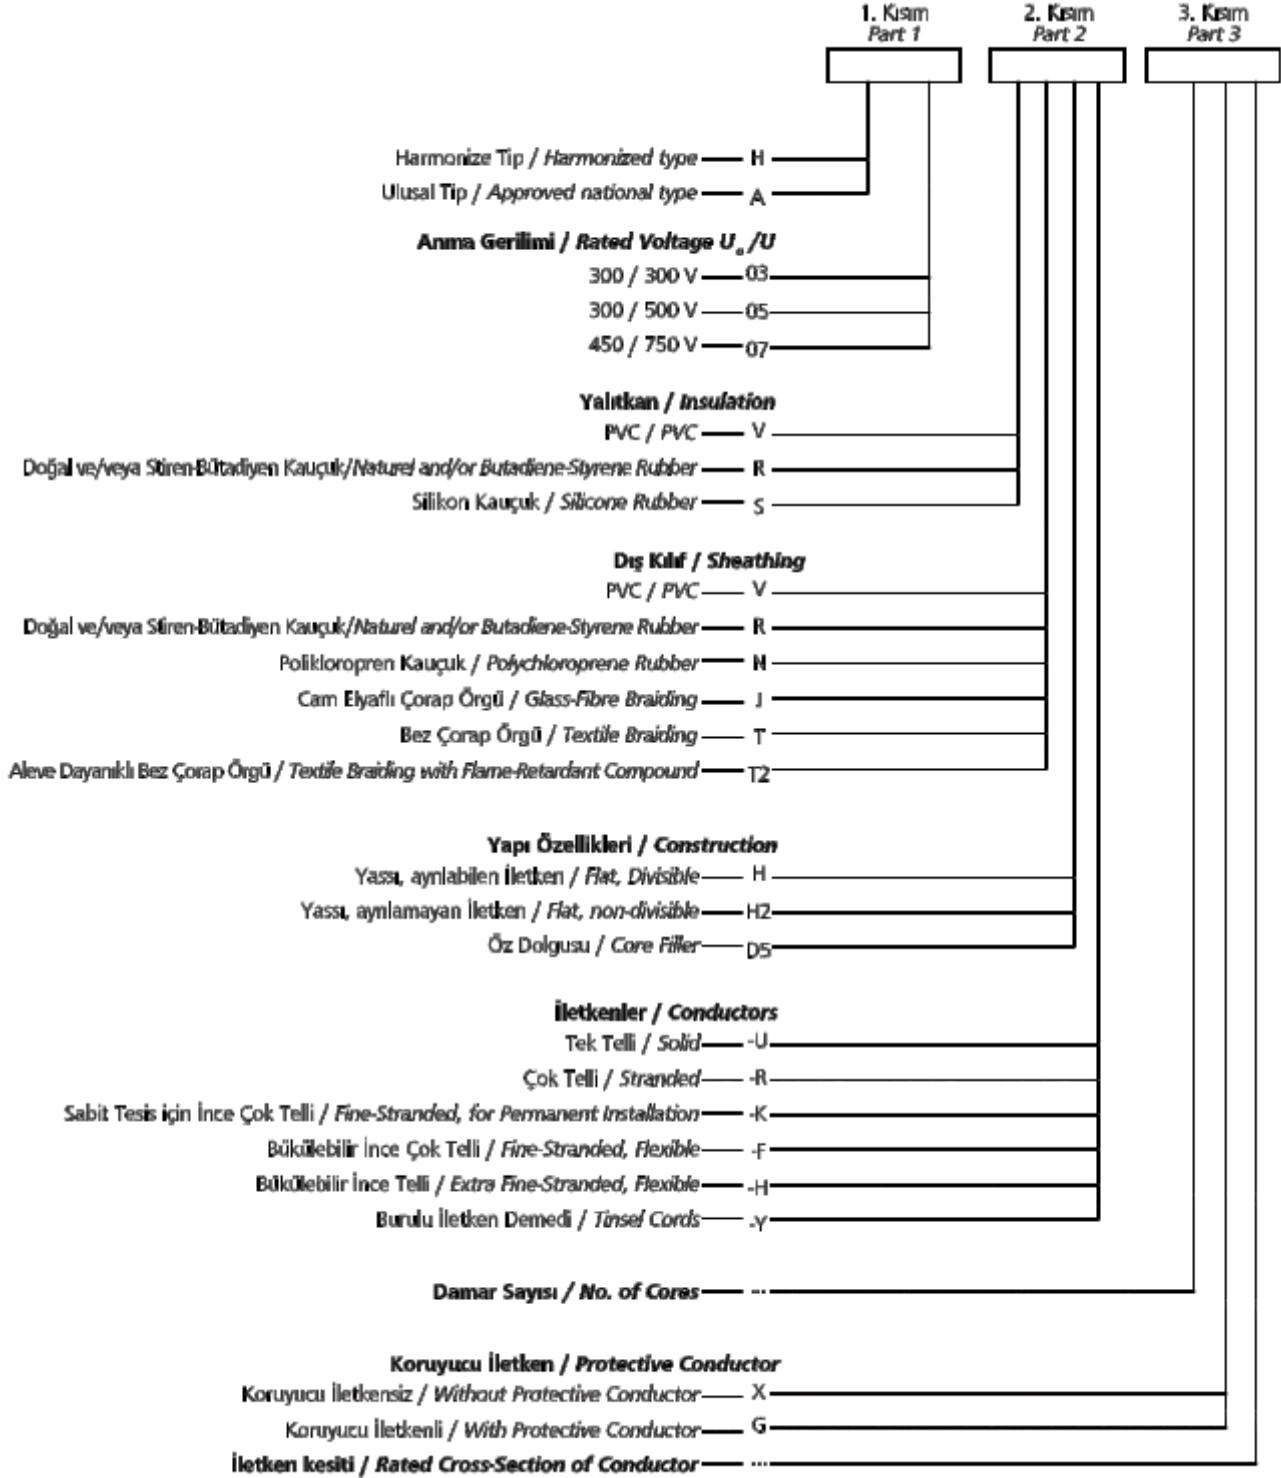 1. Kısım 2. Kısım 3. Kısım
Part 1 Part 2 Part 3
Harmonize Tip / Harmonized type H
Ulusal Tip / Approved national type A
Anma Gerilimi / Rated Voltage Uo/U
300 / 300 V 03
300 / 500 V 05
450 / 750 V 07
Yalıtkan / Insulation
PVC / PVC V
Doğal ve/veya Stiren-Bütadiyen Kauçuk/Naturel and/or Butadiene-Styrene Rubber R
Silikon Kauçuk / Silicone Rubber S
Dış Kılıf / Sheathing
PVC / PVC V
Doğal ve/veya Stiren-Bütadiyen Kauçuk/Naturel and/or Butadiene-Styrene Rubber R
Polikloropren Kauçuk / Polychloroprene Rubber N
Cam Elyaflı Çorap Örgü / Glass-Fibre Braiding J
Bez Çorap Örgü / Textile Braiding T
Aleve Dayanıklı Bez Çorap Örgü / Textile Braiding with Flame-Retardant Compound T2
Yapı Özellikleri / Construction
Yassı, ayrılabilen İletken / Flat, Divisible H
Yassı, ayrılamayan İletken / Flat, non-divisible H2
Öz Dolgusu / Core Filler D5
İletkenler / Conductors
Tek Telli / Solid -U
Çok Telli / Stranded -R
Sabit Tesis için İnce Çok Telli / Fine-Stranded, for Permanent Installation -K
Bükülebilir İnce Çok Telli / Fine-Stranded, Flexible -F
Bükülebilir İnce Telli / Extra Fine-Stranded, Flexible -H
Burulu İletken Demedi / Tinsel Cords -Y
Damar Sayısı / No. of Cores ...
Koruyucu İletken / Protective Conductor
Koruyucu İletkensiz / Without Protective Conductor X
Koruyucu İletkenli / With Protective Conductor G
İletken kesiti / Rated Cross-Section of Conductor ...